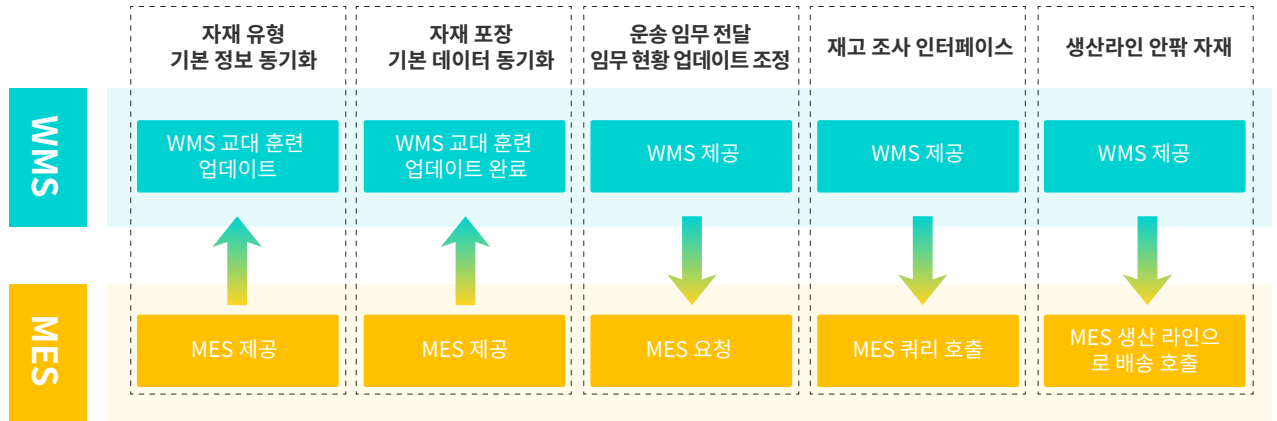 자재 유형
기본 정보 동기화
자재 포장
기본 데이터 동기화
운송 임무 전달
임무 현황 업데이트 조정
재고 조사 인터페이스
생산라인 안팎 자재
WMS
WMS 교대 훈련
업데이트
WMS 교대 훈련
업데이트 완료
WMS 제공
WMS 제공
WMS 제공
MES
MES 제공
MES 제공
MES 요청
MES 쿼리 호출
MES 생산 라인으
로 배송 호출